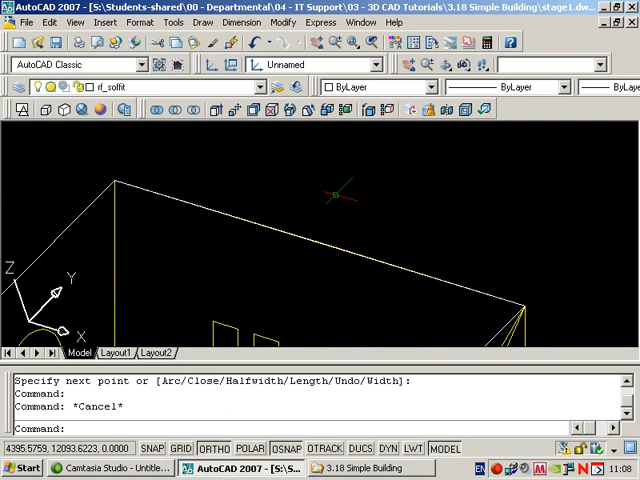 AutoCAD 2007 - [S:\Students-shared\00 - Departmental\04 - IT Support\03 - 3D CAD Tutorials\3.18 Simple Building\stage1.dw...
File Edit View Insert Format Tools Draw Dimension Modify Express Window Help
AutoCAD Classic Unnamed
rl_soffit ByLayer ByLayer ByLayer
Z Y X
Model Layout1 Layout2
Specify next point or [Arc/Close/Halfwidth/Length/Undo/Width]:
Command:
Command: *Cancel*
Command:
4395.5759, 12093.6223, 0.0000 SNAP GRID ORTHO POLAR OSNAP OTRACK DUCS DYN LWT MODEL
Start Camtasia Studio - Untitle... AutoCAD 2007 - [S:\S... 3.18 Simple Building EN 11:08